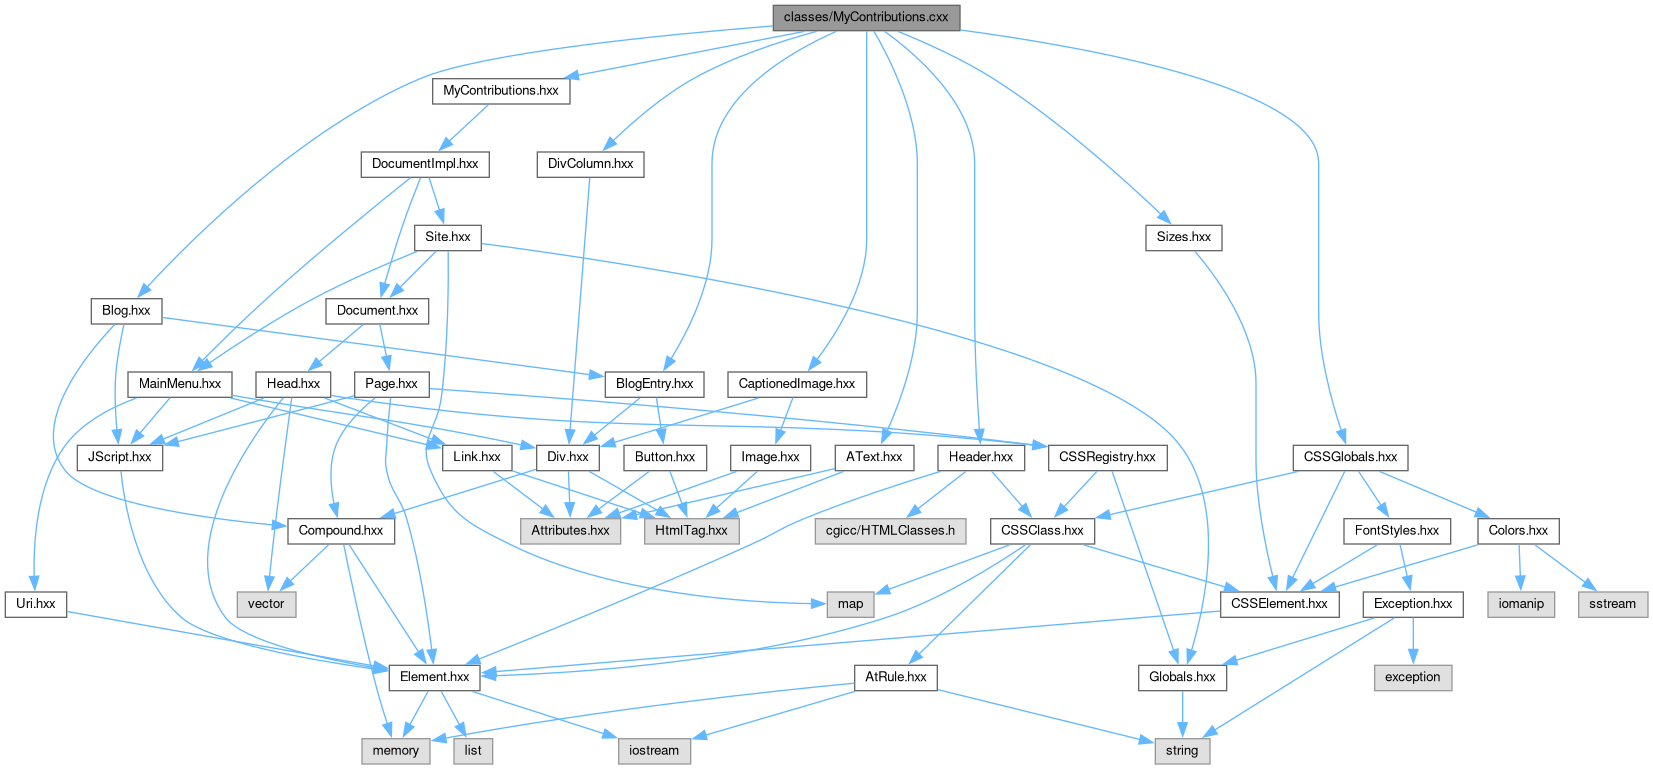 classes/MyContributions.cxx
MyContributions.hxx
DocumentImpl.hxx
DivColumn.hxx
Site.hxx
Sizes.hxx
Blog.hxx
Document.hxx
MainMenu.hxx
Head.hxx
Page.hxx
BlogEntry.hxx
CaptionedImage.hxx
JScript.hxx
Link.hxx
Div.hxx
Button.hxx
Image.hxx
AText.hxx
Header.hxx
CSSRegistry.hxx
CSSGlobals.hxx
Compound.hxx
Attributes.hxx
HtmlTag.hxx
cgicc/HTMLClasses.h
CSSClass.hxx
FontStyles.hxx
Colors.hxx
Uri.hxx
vector
map
CSSElement.hxx
Exception.hxx
iomanip
sstream
Element.hxx
AtRule.hxx
Globals.hxx
exception
memory
list
iostream
string